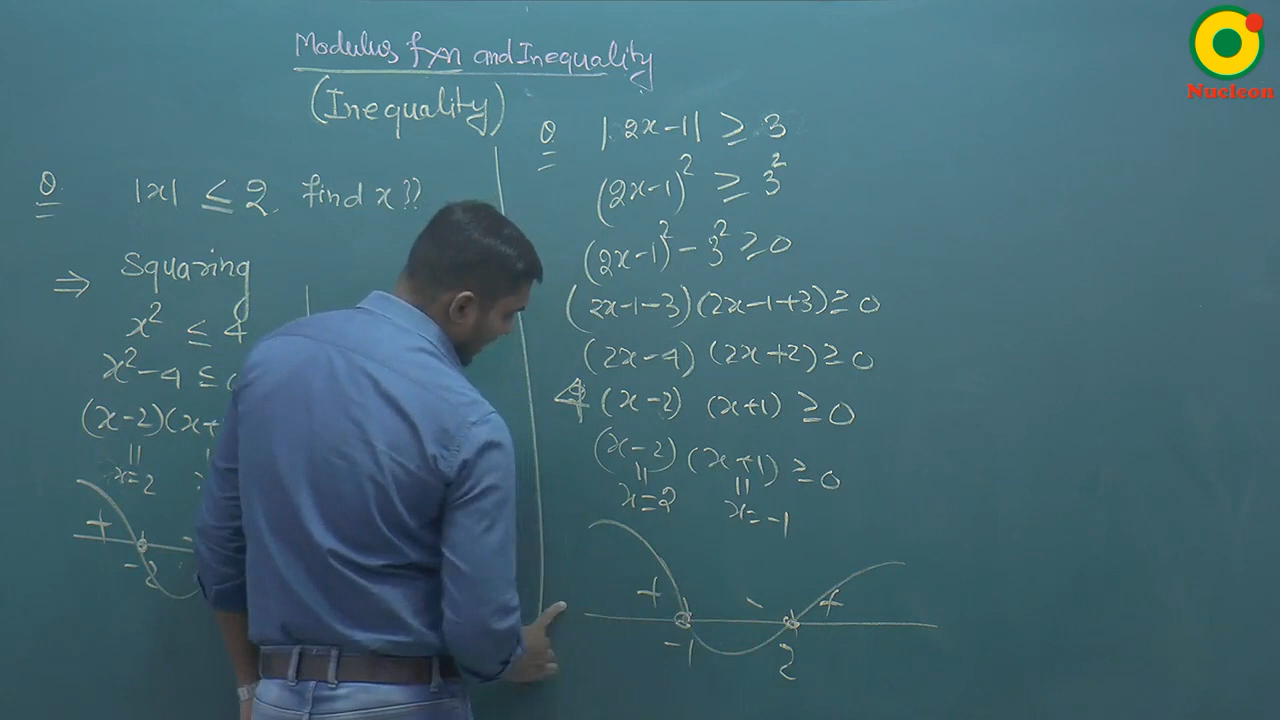 Modulus fxn and Inequality
(Inequality)
Q |x| ≤ 2 find x??
⇒ Squaring
x² ≤ 4
x² - 4 ≤
(x-2)(x+
x=2
+
-2
Q |2x-1| ≥ 3
(2x-1)² ≥ 3²
(2x-1)² - 3² ≥ 0
(2x-1-3)(2x-1+3) ≥ 0
(2x-4) (2x+2) ≥ 0
4 (x-2) (x+1) ≥ 0
(x-2) (x+1) ≥ 0
x=2 x=-1
+ - +
-1 2
Nucleon